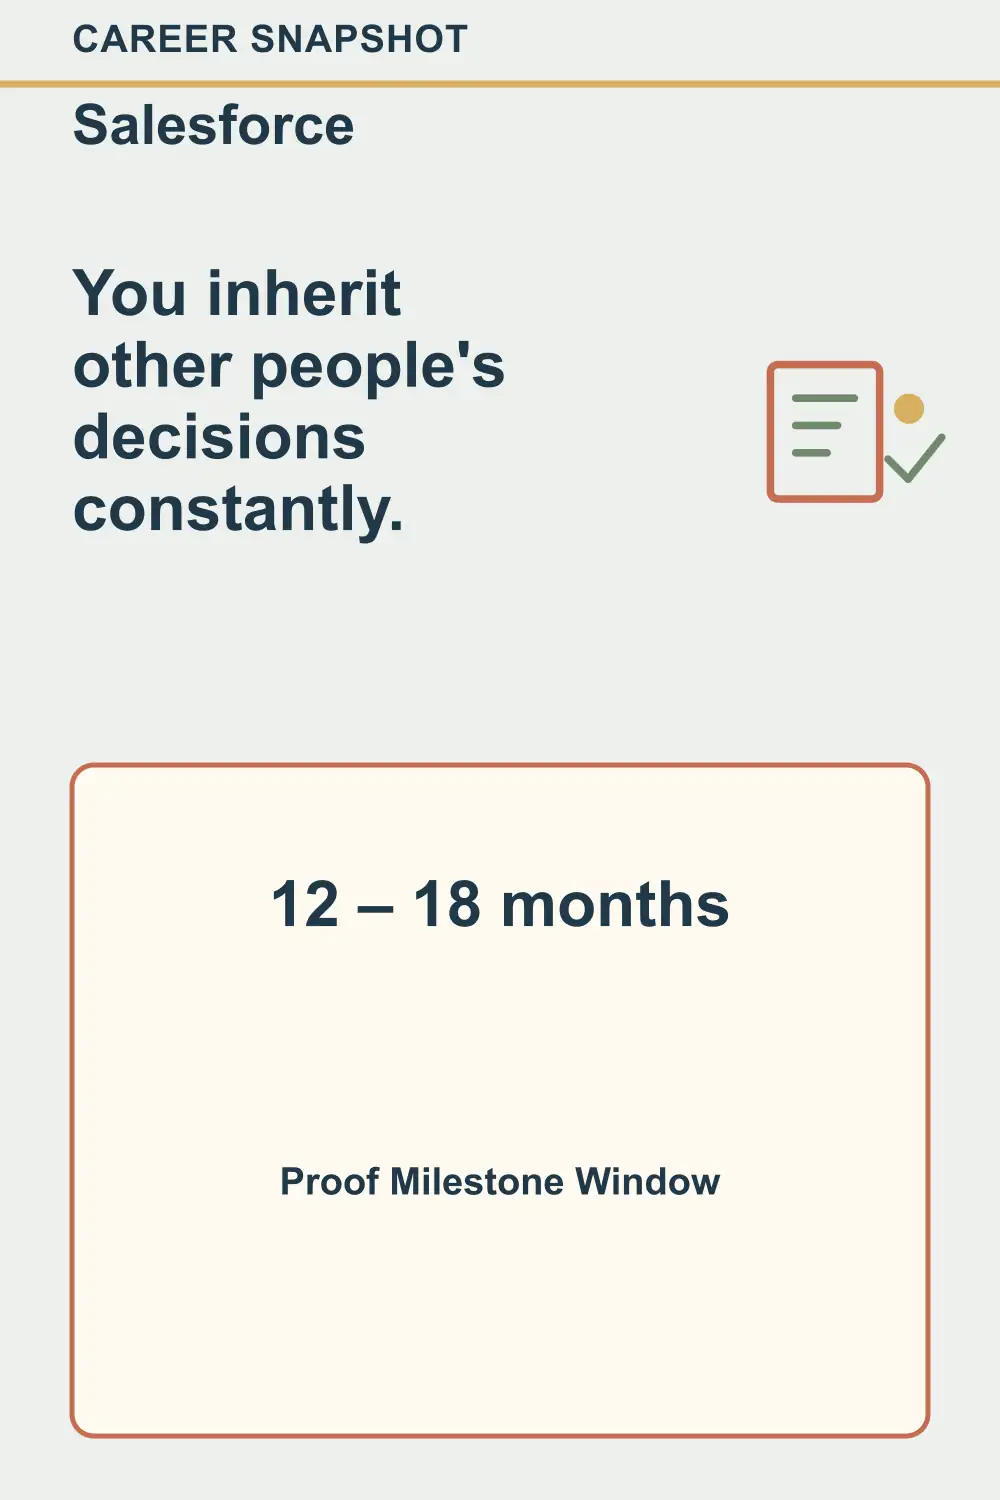 CAREER SNAPSHOT
Salesforce
You inherit
other people's
decisions
constantly.
12 – 18 months
Proof Milestone Window